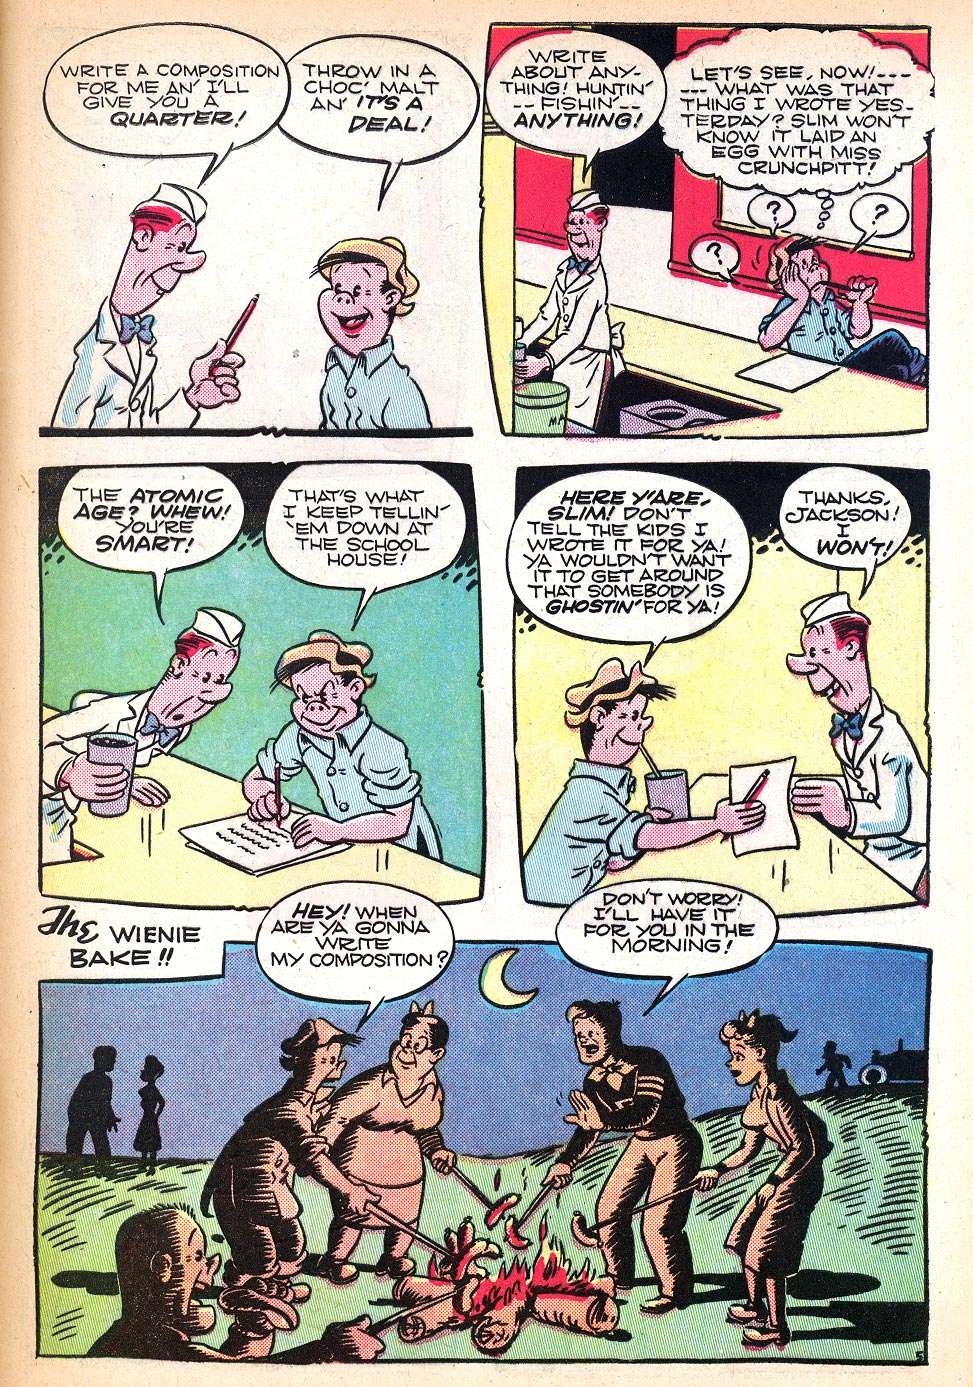 WRITE A COMPOSITION
FOR ME AN' I'LL
GIVE YOU A
QUARTER!
THROW IN A
CHOC' MALT
AN' IT'S A
DEAL!
WRITE
ABOUT ANY-
THING! HUNTIN'
-- FISHIN'--
ANYTHING!
LET'S SEE, NOW!----
--- WHAT WAS THAT
THING I WROTE YES-
TERDAY? SLIM WON'T
KNOW IT LAID AN
EGG WITH MISS
CRUNCHPITT!
?
?
?
THE ATOMIC
AGE? WHEW!
YOU'RE
SMART!
THAT'S WHAT
I KEEP TELLIN'
'EM DOWN AT
THE SCHOOL
HOUSE!
HERE Y'ARE,
SLIM! DON'T
TELL THE KIDS I
WROTE IT FOR YA!
YA WOULDN'T WANT
IT TO GET AROUND
THAT SOMEBODY IS
GHOSTIN' FOR YA!
THANKS,
JACKSON!
I
WON'T!
THE WIENIE
BAKE!!
HEY! WHEN
ARE YA GONNA
WRITE
MY COMPOSITION?
DON'T WORRY!
I'LL HAVE IT
FOR YOU IN THE
MORNING!
5